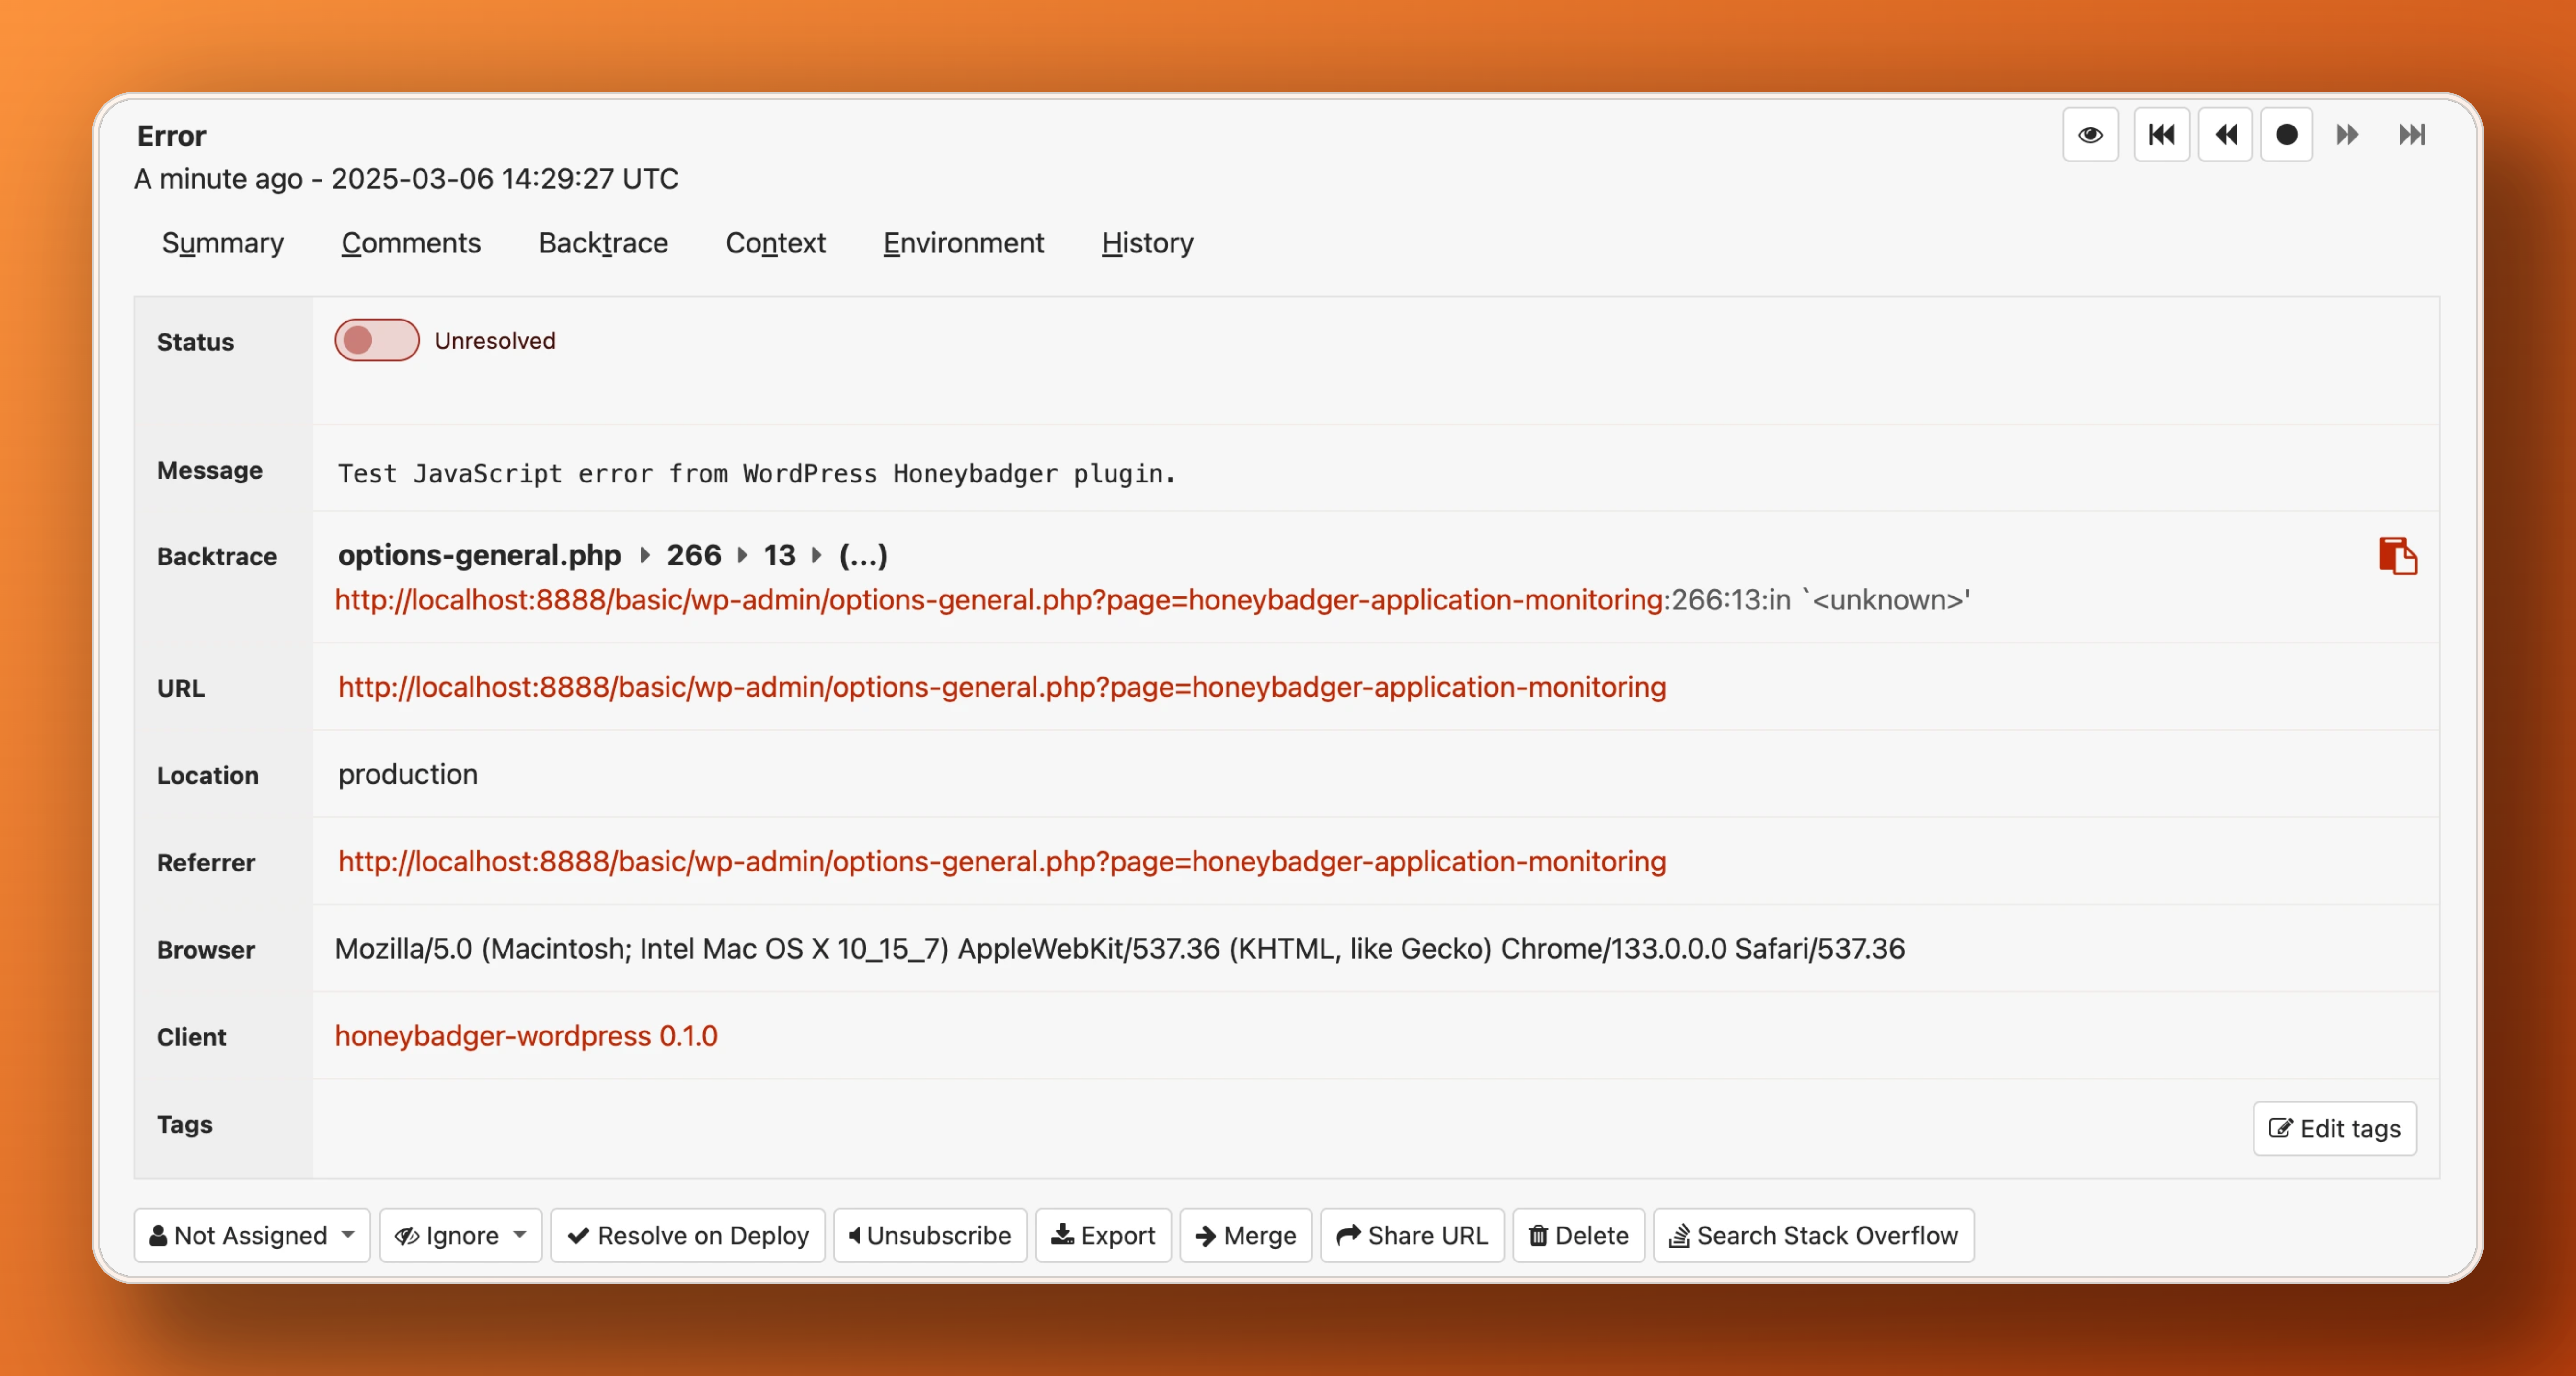 Error
A minute ago - 2025-03-06 14:29:27 UTC
Summary Comments Backtrace Context Environment History
Status Unresolved
Message Test JavaScript error from WordPress Honeybadger plugin.
Backtrace options-general.php 266 13 (...)
http://localhost:8888/basic/wp-admin/options-general.php?page=honeybadger-application-monitoring:266:13:in `<unknown>'
URL http://localhost:8888/basic/wp-admin/options-general.php?page=honeybadger-application-monitoring
Location production
Referrer http://localhost:8888/basic/wp-admin/options-general.php?page=honeybadger-application-monitoring
Browser Mozilla/5.0 (Macintosh; Intel Mac OS X 10_15_7) AppleWebKit/537.36 (KHTML, like Gecko) Chrome/133.0.0.0 Safari/537.36
Client honeybadger-wordpress 0.1.0
Tags Edit tags
Not Assigned Ignore Resolve on Deploy Unsubscribe Export Merge Share URL Delete Search Stack Overflow